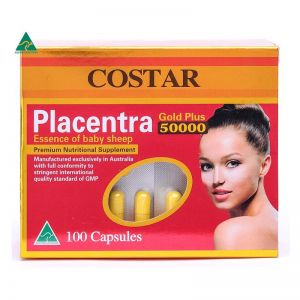 COSTAR
Placentra
Gold Plus
50000
Essence of baby sheep
Premium Nutritional Supplement
Manufactured exclusively in Australia
with full conformity to
stringent international
quality standard of GMP
100 Capsules